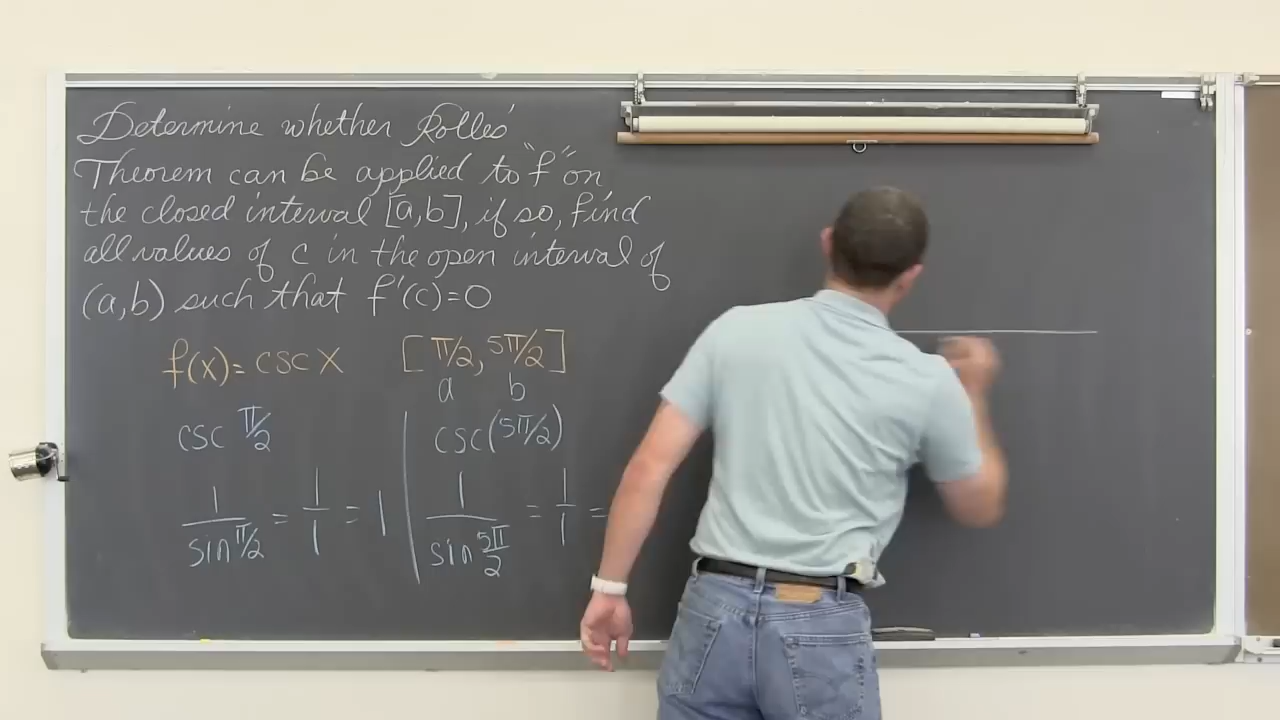 Determine whether Rolles'
Theorem can be applied to "f" on
the closed interval [a,b], if so, find
all values of c in the open interval of
(a,b) such that f'(c)=0
f(x)= csc x [π/2, 5π/2]
a b
csc π/2 csc(5π/2)
1/sin π/2 = 1/1 = 1 1/sin 5π/2 = 1/1 =